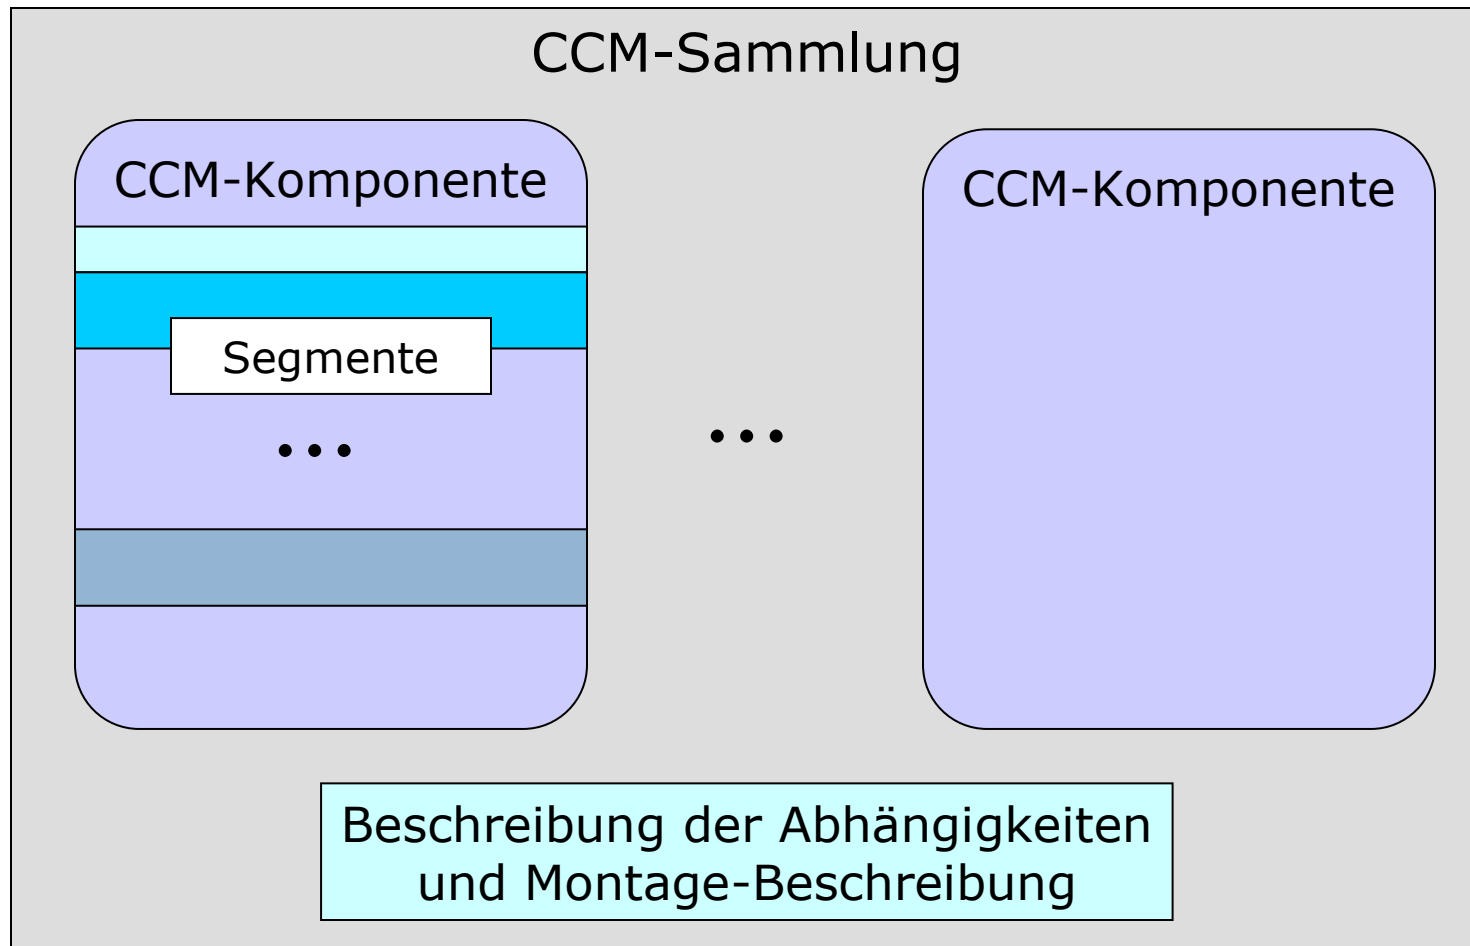 CCM-Sammlung
CCM-Komponente
Segmente
...
...
CCM-Komponente
Beschreibung der Abhängigkeiten
und Montage-Beschreibung